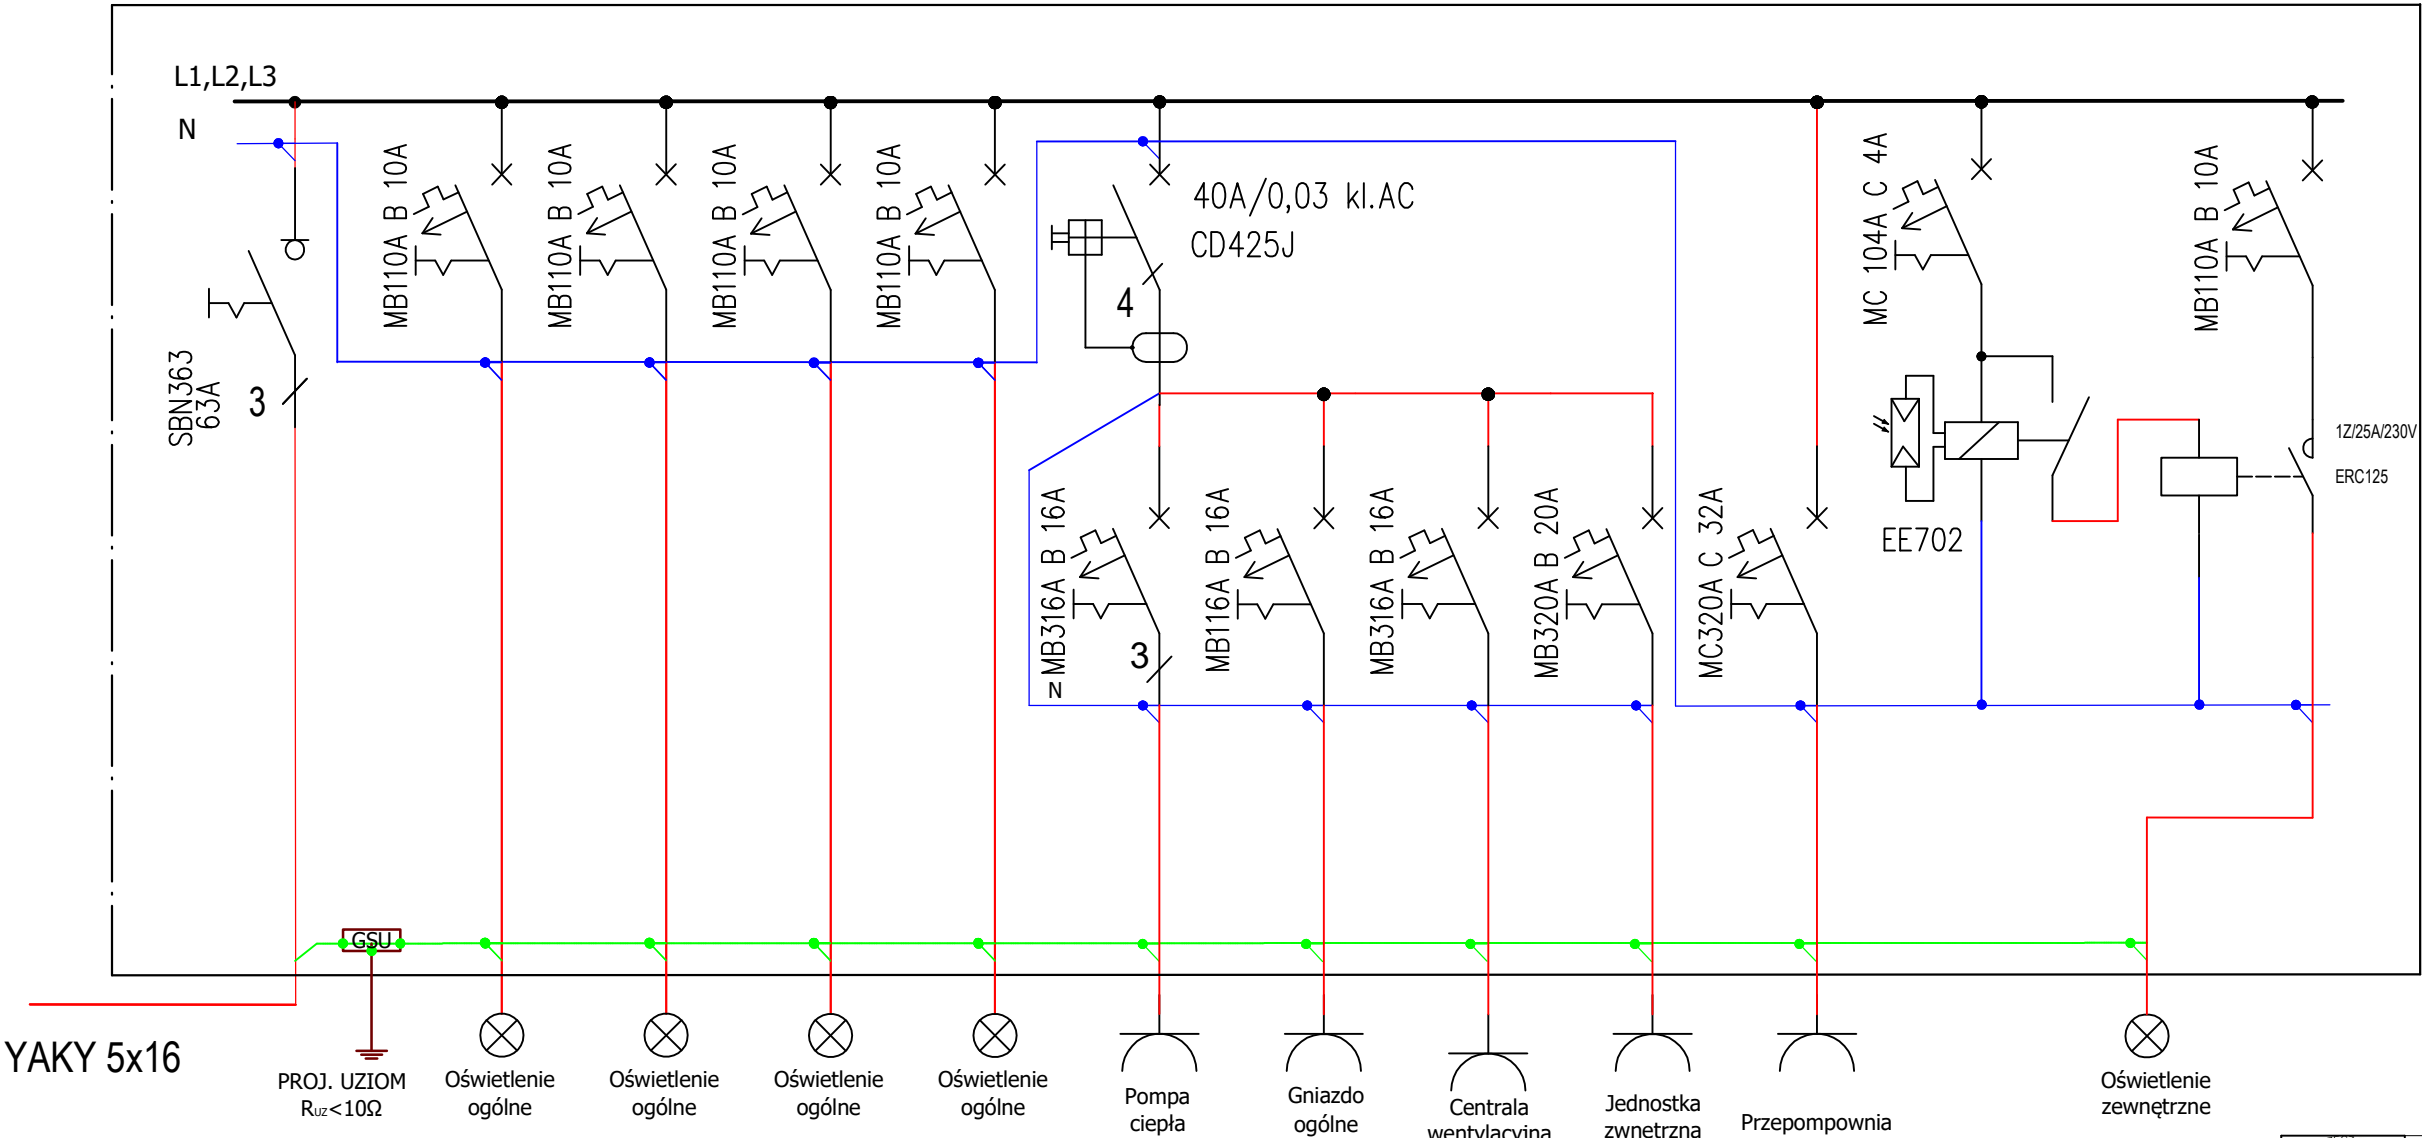 L1,L2,L3
N
SBN363
63A
3
MB110A B 10A
MB110A B 10A
MB110A B 10A
MB110A B 10A
40A/0,03 kl.AC
CD425J
4
MC 104A C 4A
MB110A B 10A
1Z/25A/230V
ERC125
EE702
MB316A B 16A
3
N
MB116A B 16A
MB316A B 16A
MB320A B 20A
MC320A C 32A
GSU
YAKY 5x16
PROJ. UZIOM
Ruz<10Ω
Oświetlenie
ogólne
Oświetlenie
ogólne
Oświetlenie
ogólne
Oświetlenie
ogólne
Pompa
ciepła
Gniazdo
ogólne
Centrala
wentylacyjna
Jednostka
zwnętrzna
Przepompownia
Oświetlenie
zewnętrzne